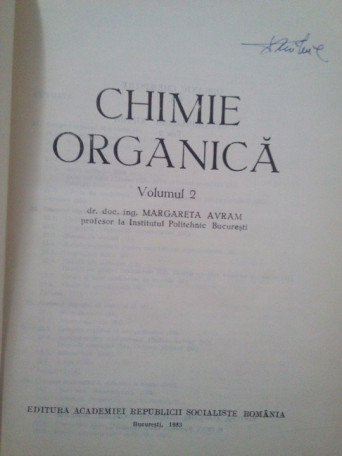 CHIMIE
ORGANICĂ
Volumul 2
dr. doc. ing. MARGARETA AVRAM
profesor la Institutul Politehnic București
EDITURA ACADEMIEI REPUBLICII SOCIALISTE ROMÂNIA
București,